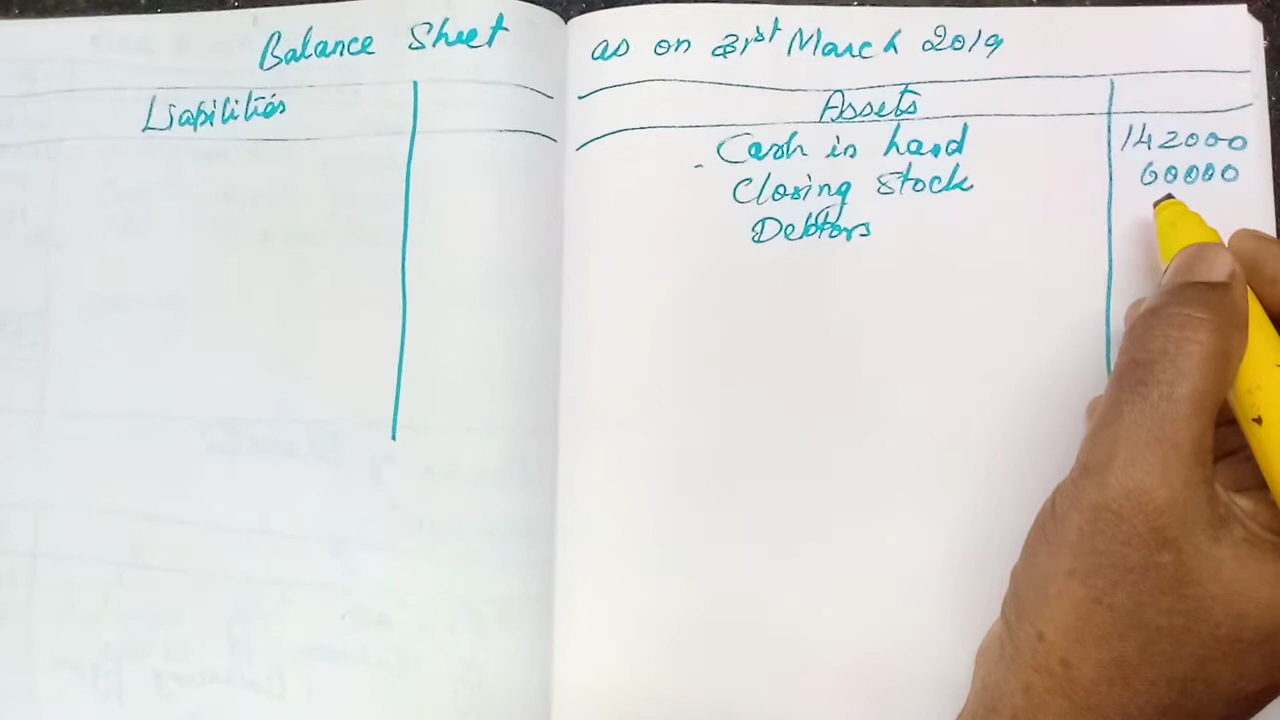 Balance Sheet as on 31st March 2019
Liabilities
Assets
Cash in hand 142000
Closing Stock 60000
Debtors